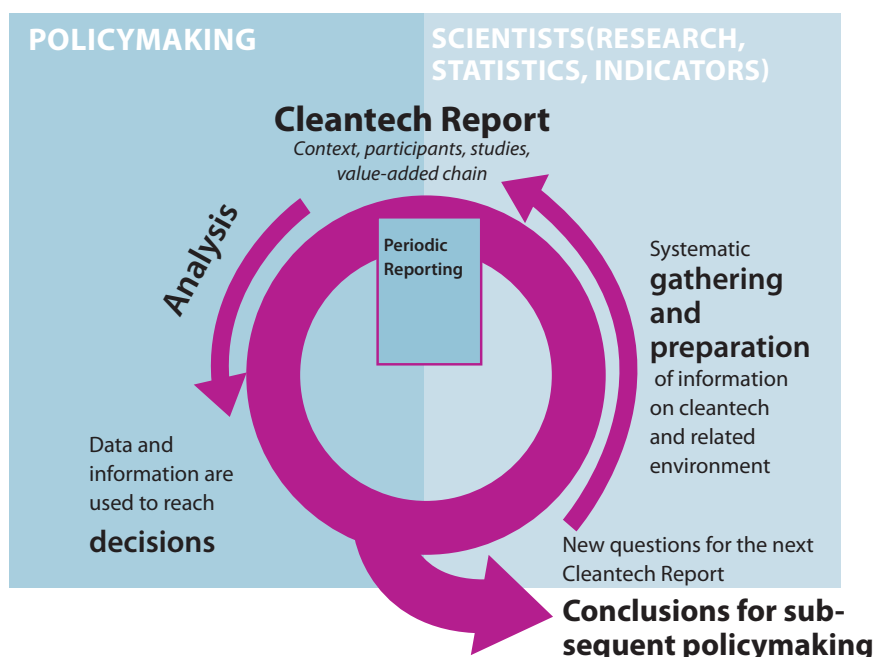 POLICYMAKING
SCIENTISTS(RESEARCH,
STATISTICS, INDICATORS)
Cleantech Report
Context, participants, studies,
value-added chain
Analysis
Periodic
Reporting
Systematic
gathering
and
preparation
of information
on cleantech
and related
environment
Data and
information are
used to reach
decisions
New questions for the next
Cleantech Report
Conclusions for sub-
sequent policymaking